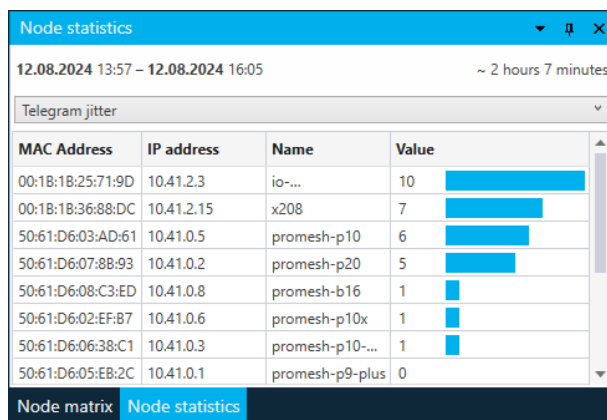 Node statistics
12.08.2024 13:57 – 12.08.2024 16:05 ~ 2 hours 7 minutes
Telegram jitter
MAC Address IP address Name Value
00:1B:1B:25:71:9D 10.41.2.3 io-... 10
00:1B:1B:36:88:DC 10.41.2.15 x208 7
50:61:D6:03:AD:61 10.41.0.5 promesh-p10 6
50:61:D6:07:8B:93 10.41.0.2 promesh-p20 5
50:61:D6:08:C3:ED 10.41.0.8 promesh-b16 1
50:61:D6:02:EF:B7 10.41.0.6 promesh-p10x 1
50:61:D6:06:38:C1 10.41.0.3 promesh-p10-... 1
50:61:D6:05:EB:2C 10.41.0.1 promesh-p9-plus 0
Node matrix Node statistics